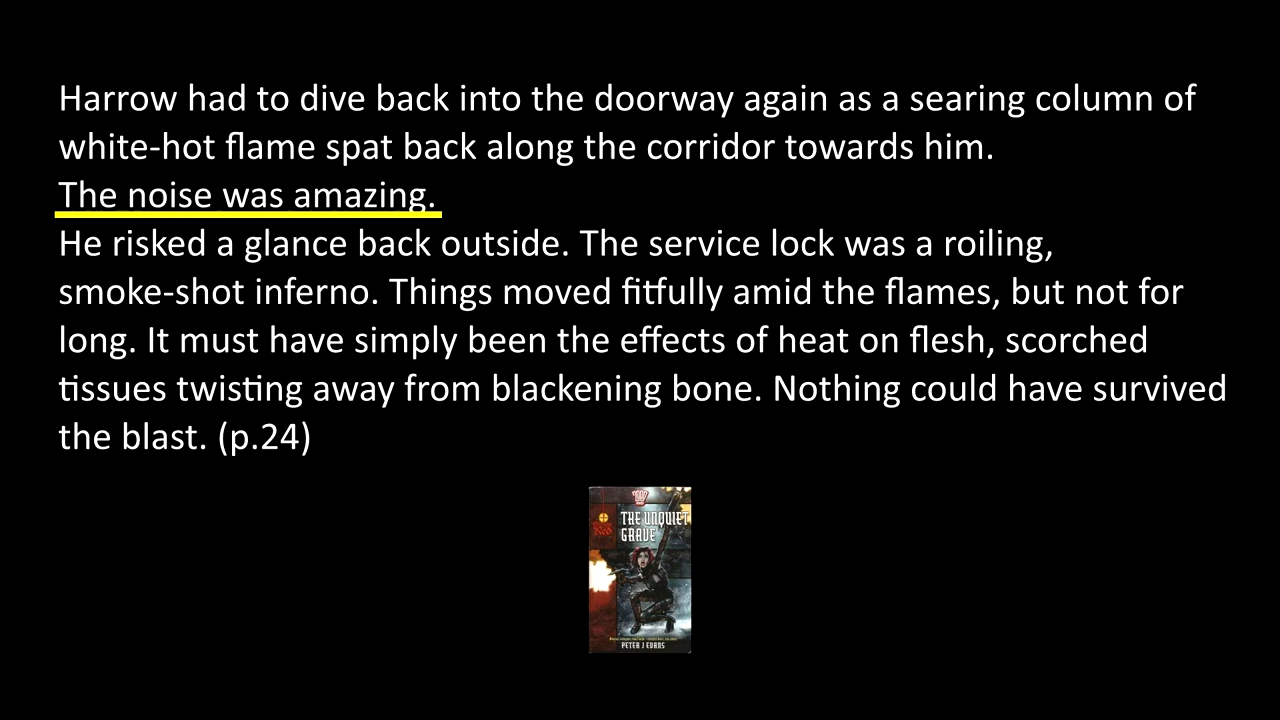 Harrow had to dive back into the doorway again as a searing column of
white-hot flame spat back along the corridor towards him.
The noise was amazing.
He risked a glance back outside. The service lock was a roiling,
smoke-shot inferno. Things moved fitfully amid the flames, but not for
long. It must have simply been the effects of heat on flesh, scorched
tissues twisting away from blackening bone. Nothing could have survived
the blast. (p.24)
THE UNQUIET
GRAVE
PETER J EVANS